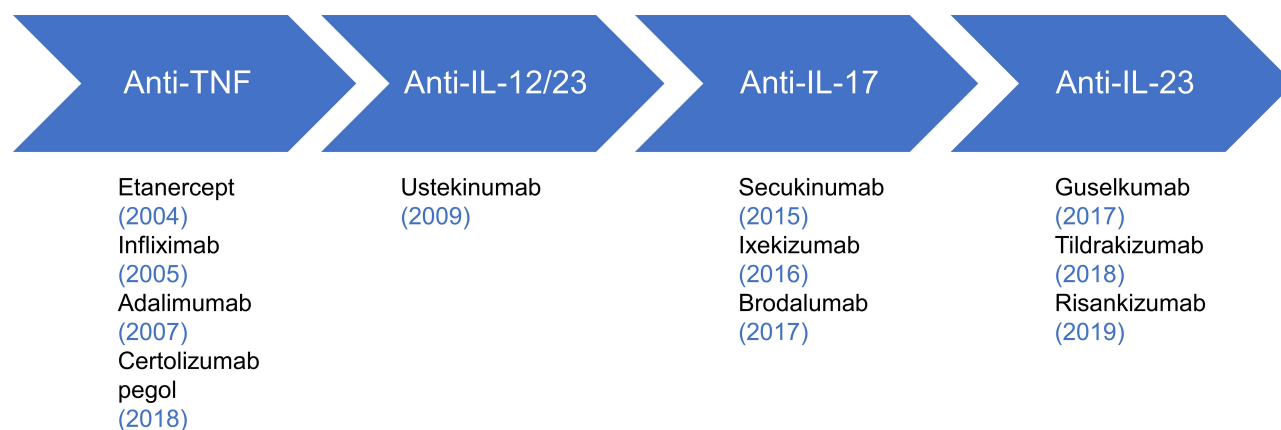 Anti-TNF
Anti-IL-12/23
Anti-IL-17
Anti-IL-23
Etanercept
(2004)
Infliximab
(2005)
Adalimumab
(2007)
Certolizumab
pegol
(2018)
Ustekinumab
(2009)
Secukinumab
(2015)
Ixekizumab
(2016)
Brodalumab
(2017)
Guselkumab
(2017)
Tildrakizumab
(2018)
Risankizumab
(2019)